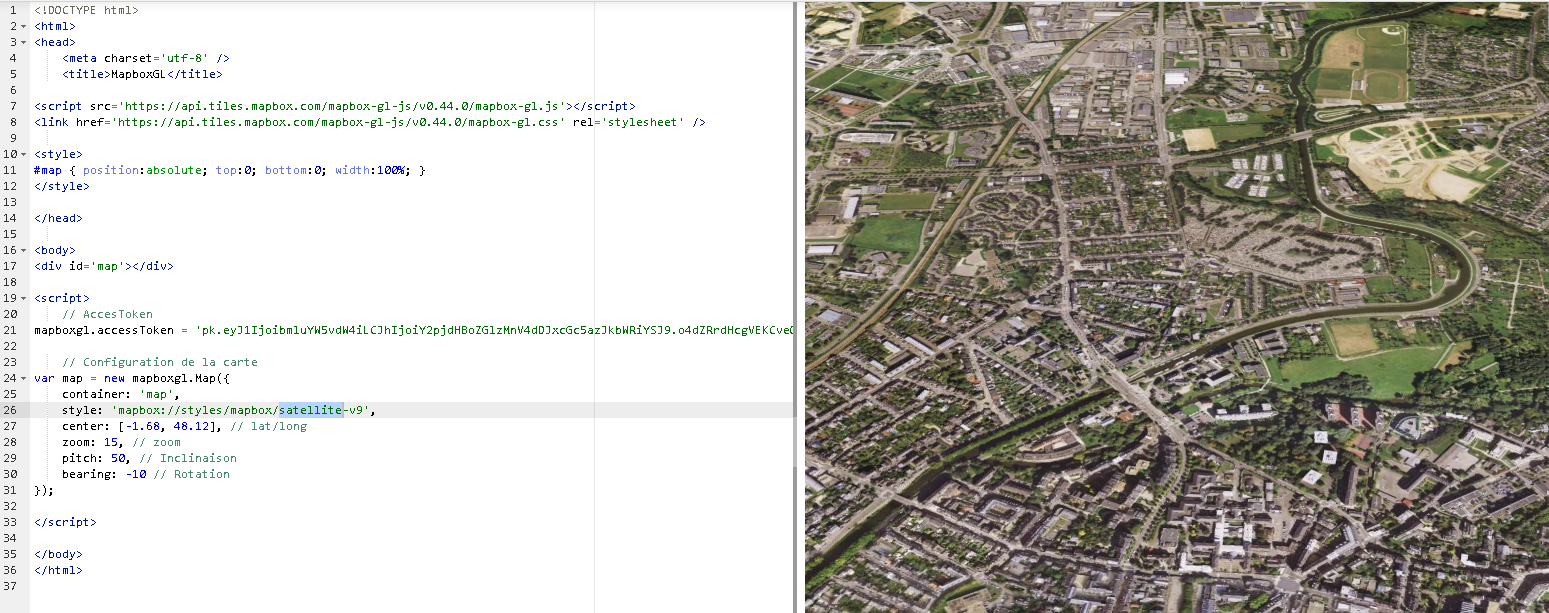 1 <!DOCTYPE html>
2 <html>
3 <head>
4 <meta charset='utf-8' />
5 <title>MapboxGL</title>
6
7 <script src='https://api.tiles.mapbox.com/mapbox-gl-js/v0.44.0/mapbox-gl.js'></script>
8 <link href='https://api.tiles.mapbox.com/mapbox-gl-js/v0.44.0/mapbox-gl.css' rel='stylesheet' />
9
10 <style>
11 #map { position:absolute; top:0; bottom:0; width:100%; }
12 </style>
13
14 </head>
15
16 <body>
17 <div id='map'></div>
18
19 <script>
20 // AccesToken
21 mapboxgl.accessToken =
22
23 // Configuration de la carte
24 var map = new mapboxgl.Map({
25 container: 'map',
26 style: 'mapbox://styles/mapbox/satellite-v9',
27 center: [-1.68, 48.12], // lat/long
28 zoom: 15, // zoom
29 pitch: 50, // Inclinaison
30 bearing: -10 // Rotation
31 });
32
33 </script>
34
35 </body>
36 </html>
37